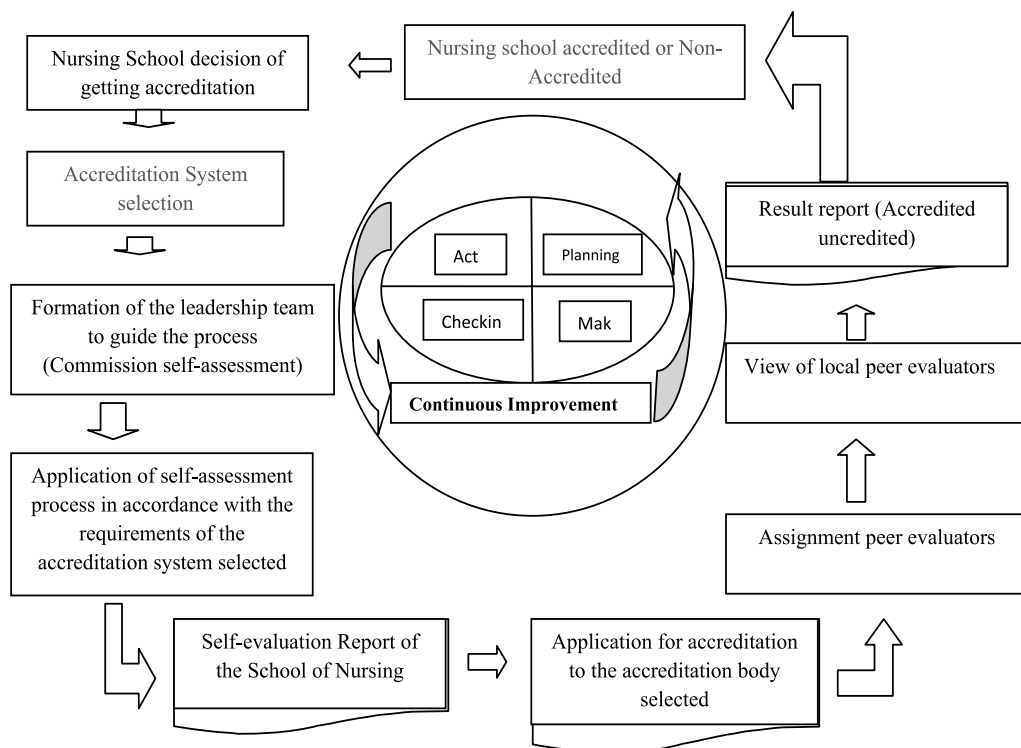 Nursing School decision of
getting accreditation
Accreditation System
selection
Formation of the leadership team
to guide the process
(Commission self-assessment)
Application of self-assessment
process in accordance with the
requirements of the
accreditation system selected
Self-evaluation Report of
the School of Nursing
Application for accreditation
to the accreditation body
selected
Assignment peer evaluators
View of local peer evaluators
Result report (Accredited
uncredited)
Nursing school accredited or Non-
Accredited
Act
Planning
Checkin
Mak
Continuous Improvement